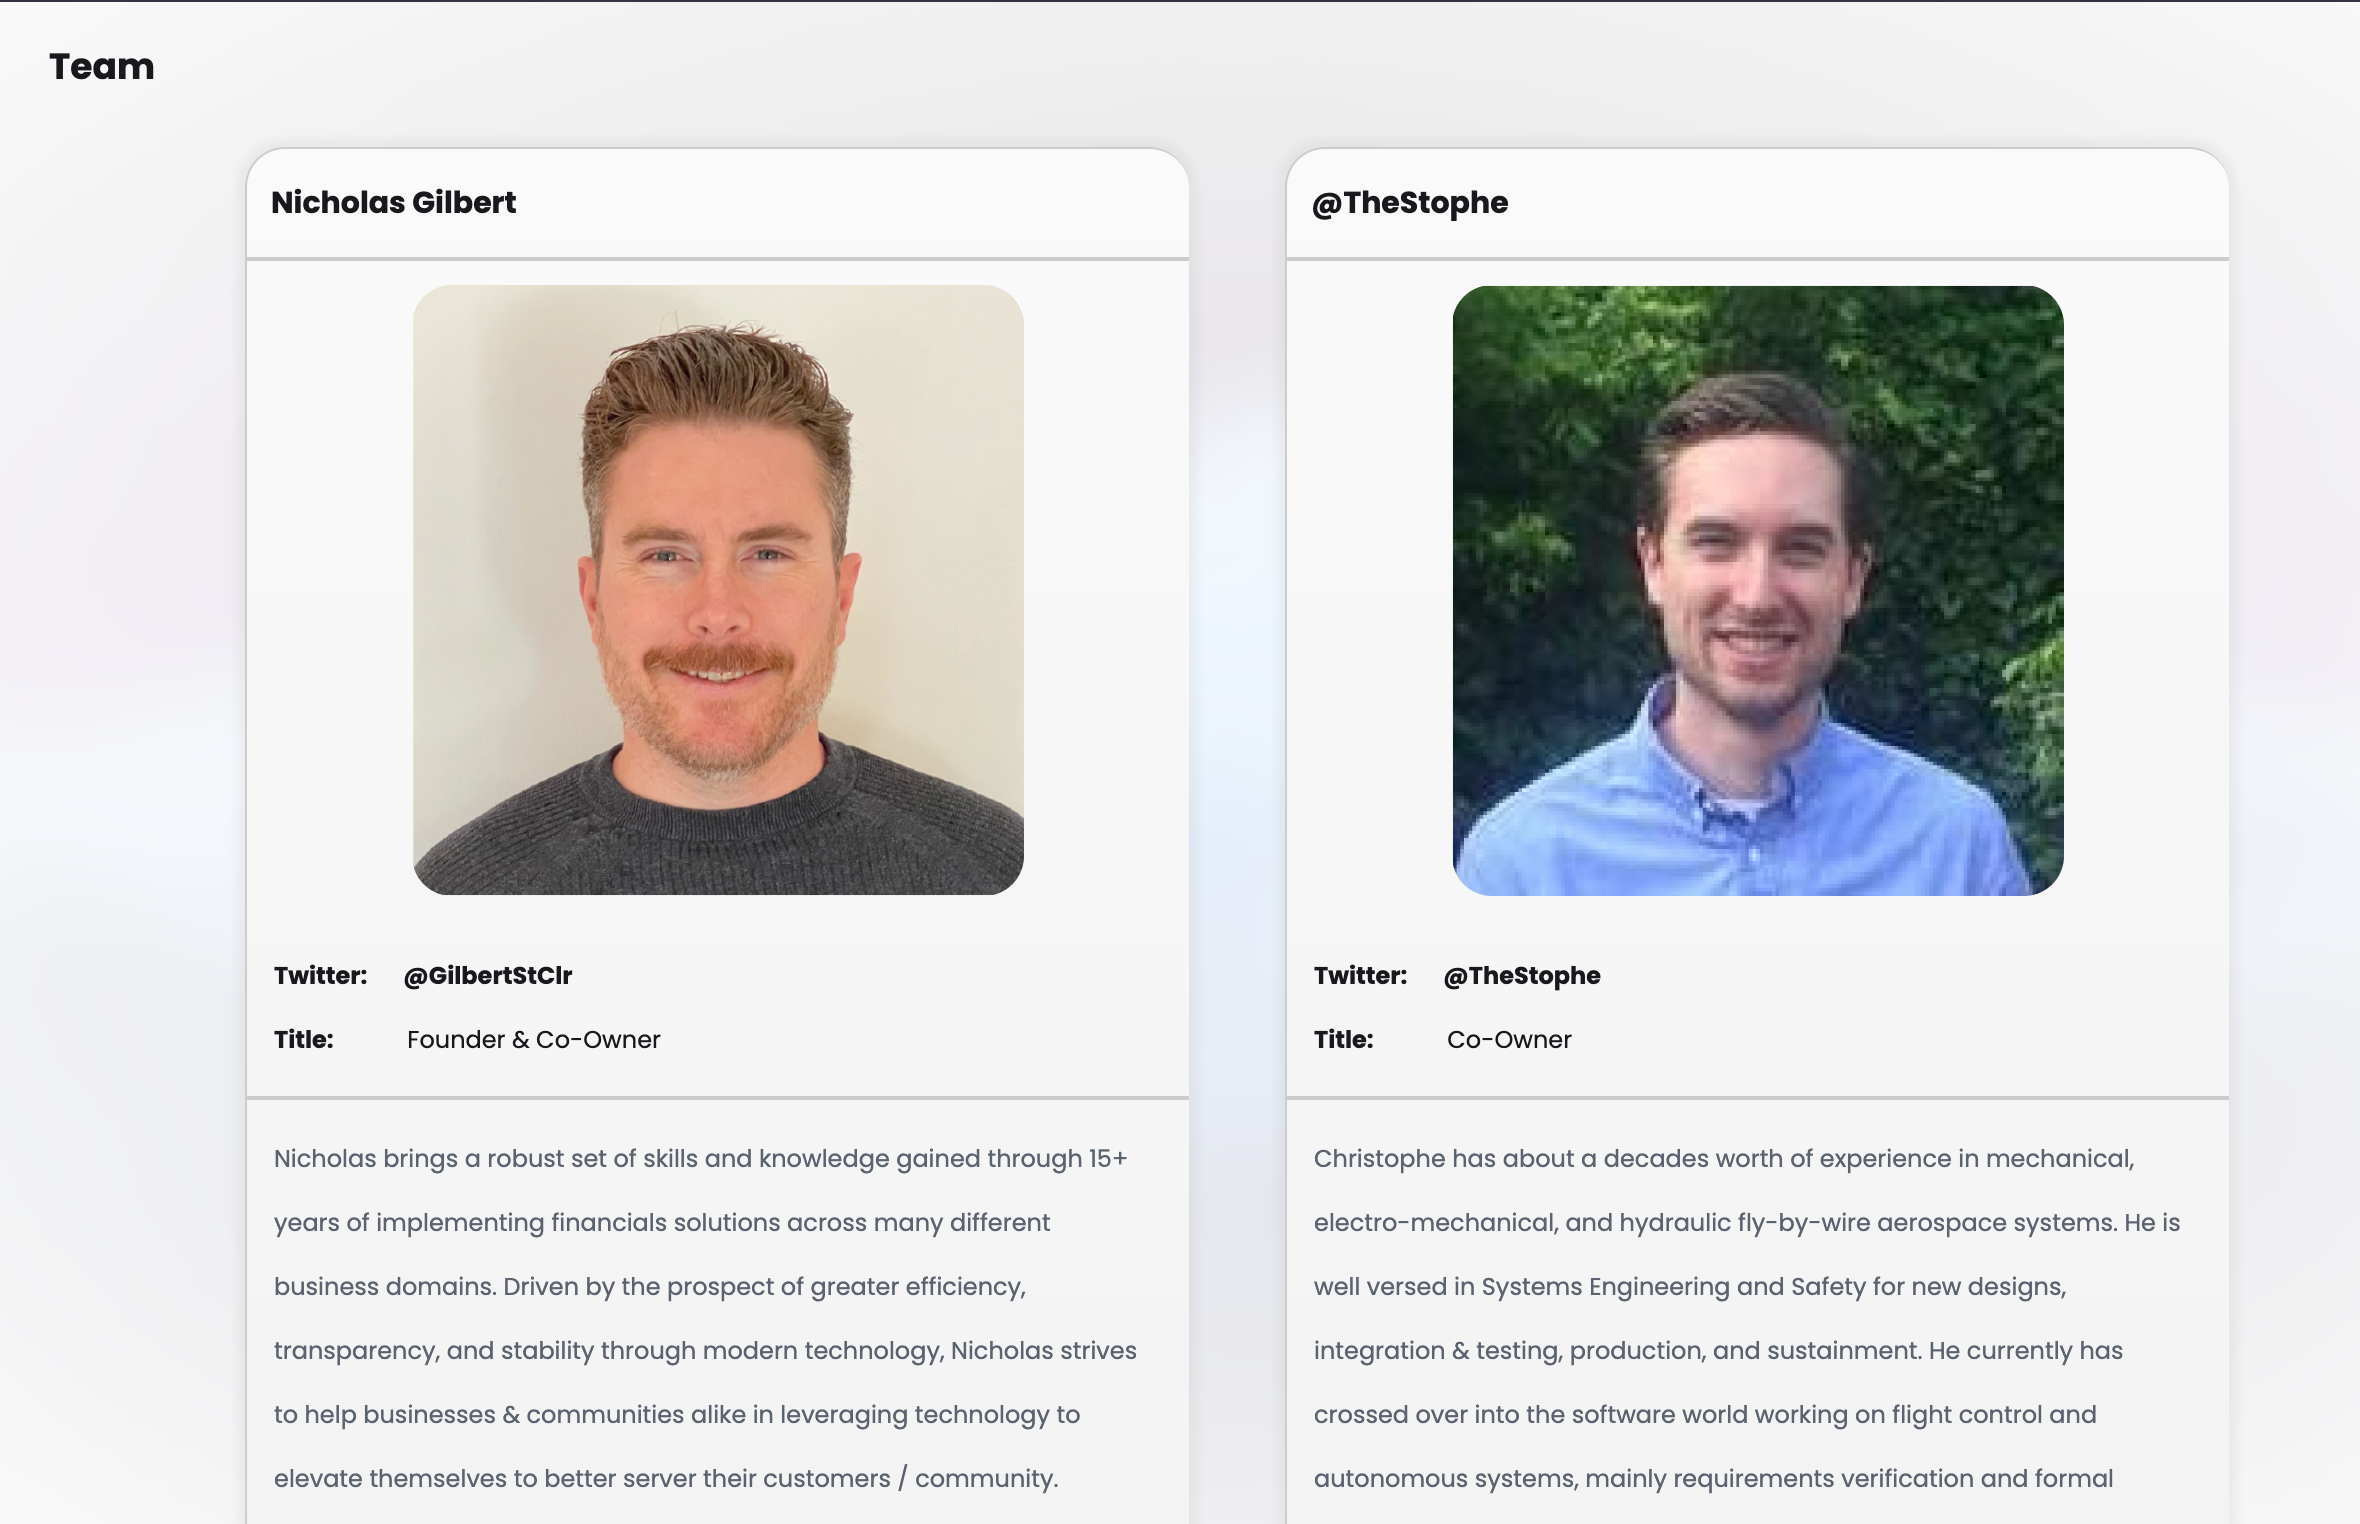 Team
Nicholas Gilbert
Twitter: @GilbertStClr
Title: Founder & Co-Owner
Nicholas brings a robust set of skills and knowledge gained through 15+
years of implementing financials solutions across many different
business domains. Driven by the prospect of greater efficiency,
transparency, and stability through modern technology, Nicholas strives
to help businesses & communities alike in leveraging technology to
elevate themselves to better server their customers / community.
@TheStophe
Twitter: @TheStophe
Title: Co-Owner
Christophe has about a decades worth of experience in mechanical,
electro-mechanical, and hydraulic fly-by-wire aerospace systems. He is
well versed in Systems Engineering and Safety for new designs,
integration & testing, production, and sustainment. He currently has
crossed over into the software world working on flight control and
autonomous systems, mainly requirements verification and formal